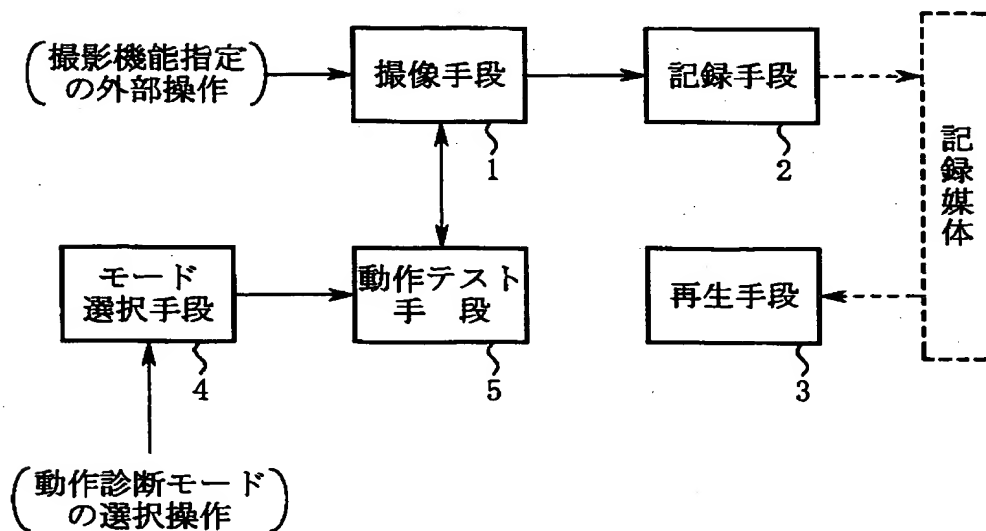 撮影機能指定
の外部操作
撮像手段
1
記録手段
2
記録媒体
モード
選択手段
4
動作テスト
手 段
5
再生手段
3
動作診断モード
の選択操作